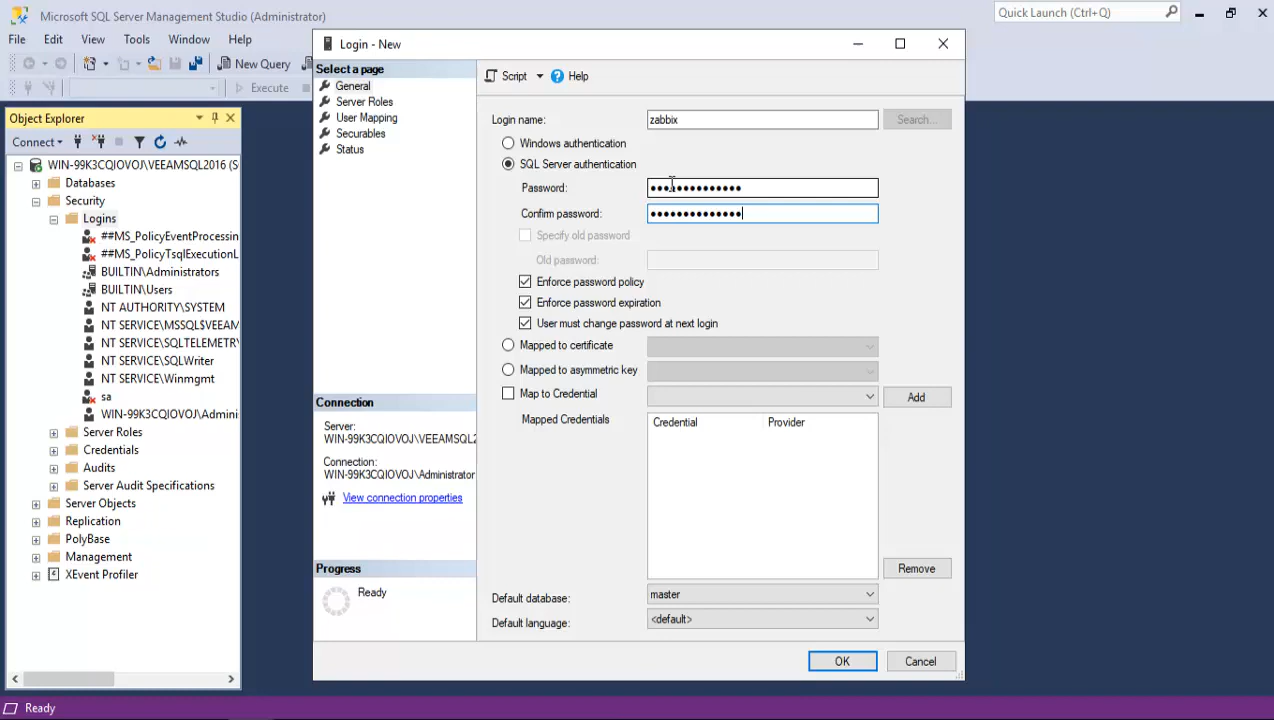 Microsoft SQL Server Management Studio (Administrator)
Quick Launch (Ctrl+Q)
File Edit View Tools Window Help
New Query
Execute
Object Explorer
Connect
WIN-99K3CQIOVOJ\VEEAMSQL2016 (S
Databases
Security
Logins
##MS_PolicyEventProcessin
##MS_PolicyTsqlExecutionL
BUILTIN\Administrators
BUILTIN\Users
NT AUTHORITY\SYSTEM
NT SERVICE\MSSQL$VEEAM
NT SERVICE\SQLTELEMETRY
NT SERVICE\SQLWriter
NT SERVICE\Winmgmt
sa
WIN-99K3CQIOVOJ\Admini
Server Roles
Credentials
Audits
Server Audit Specifications
Server Objects
Replication
PolyBase
Management
XEvent Profiler
Login - New
Select a page
General
Server Roles
User Mapping
Securables
Status
Connection
Server:
WIN-99K3CQIOVOJ\VEEAMSQL2
Connection:
WIN-99K3CQIOVOJ\Administrator
View connection properties
Progress
Ready
Script Help
Login name: zabbix Search...
Windows authentication
SQL Server authentication
Password: ●●●●●●●●●●●●●●
Confirm password: ●●●●●●●●●●●●●●
Specify old password
Old password:
Enforce password policy
Enforce password expiration
User must change password at next login
Mapped to certificate
Mapped to asymmetric key
Map to Credential Add
Mapped Credentials Credential Provider
Remove
Default database: master
Default language: <default>
OK Cancel
Ready